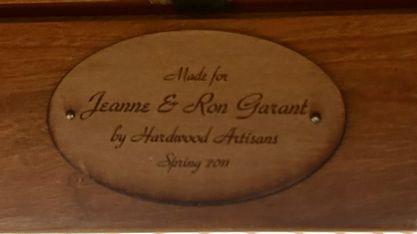 Made for
Jeanne & Ron Garant
by Hardwood Artisans
Spring 2011